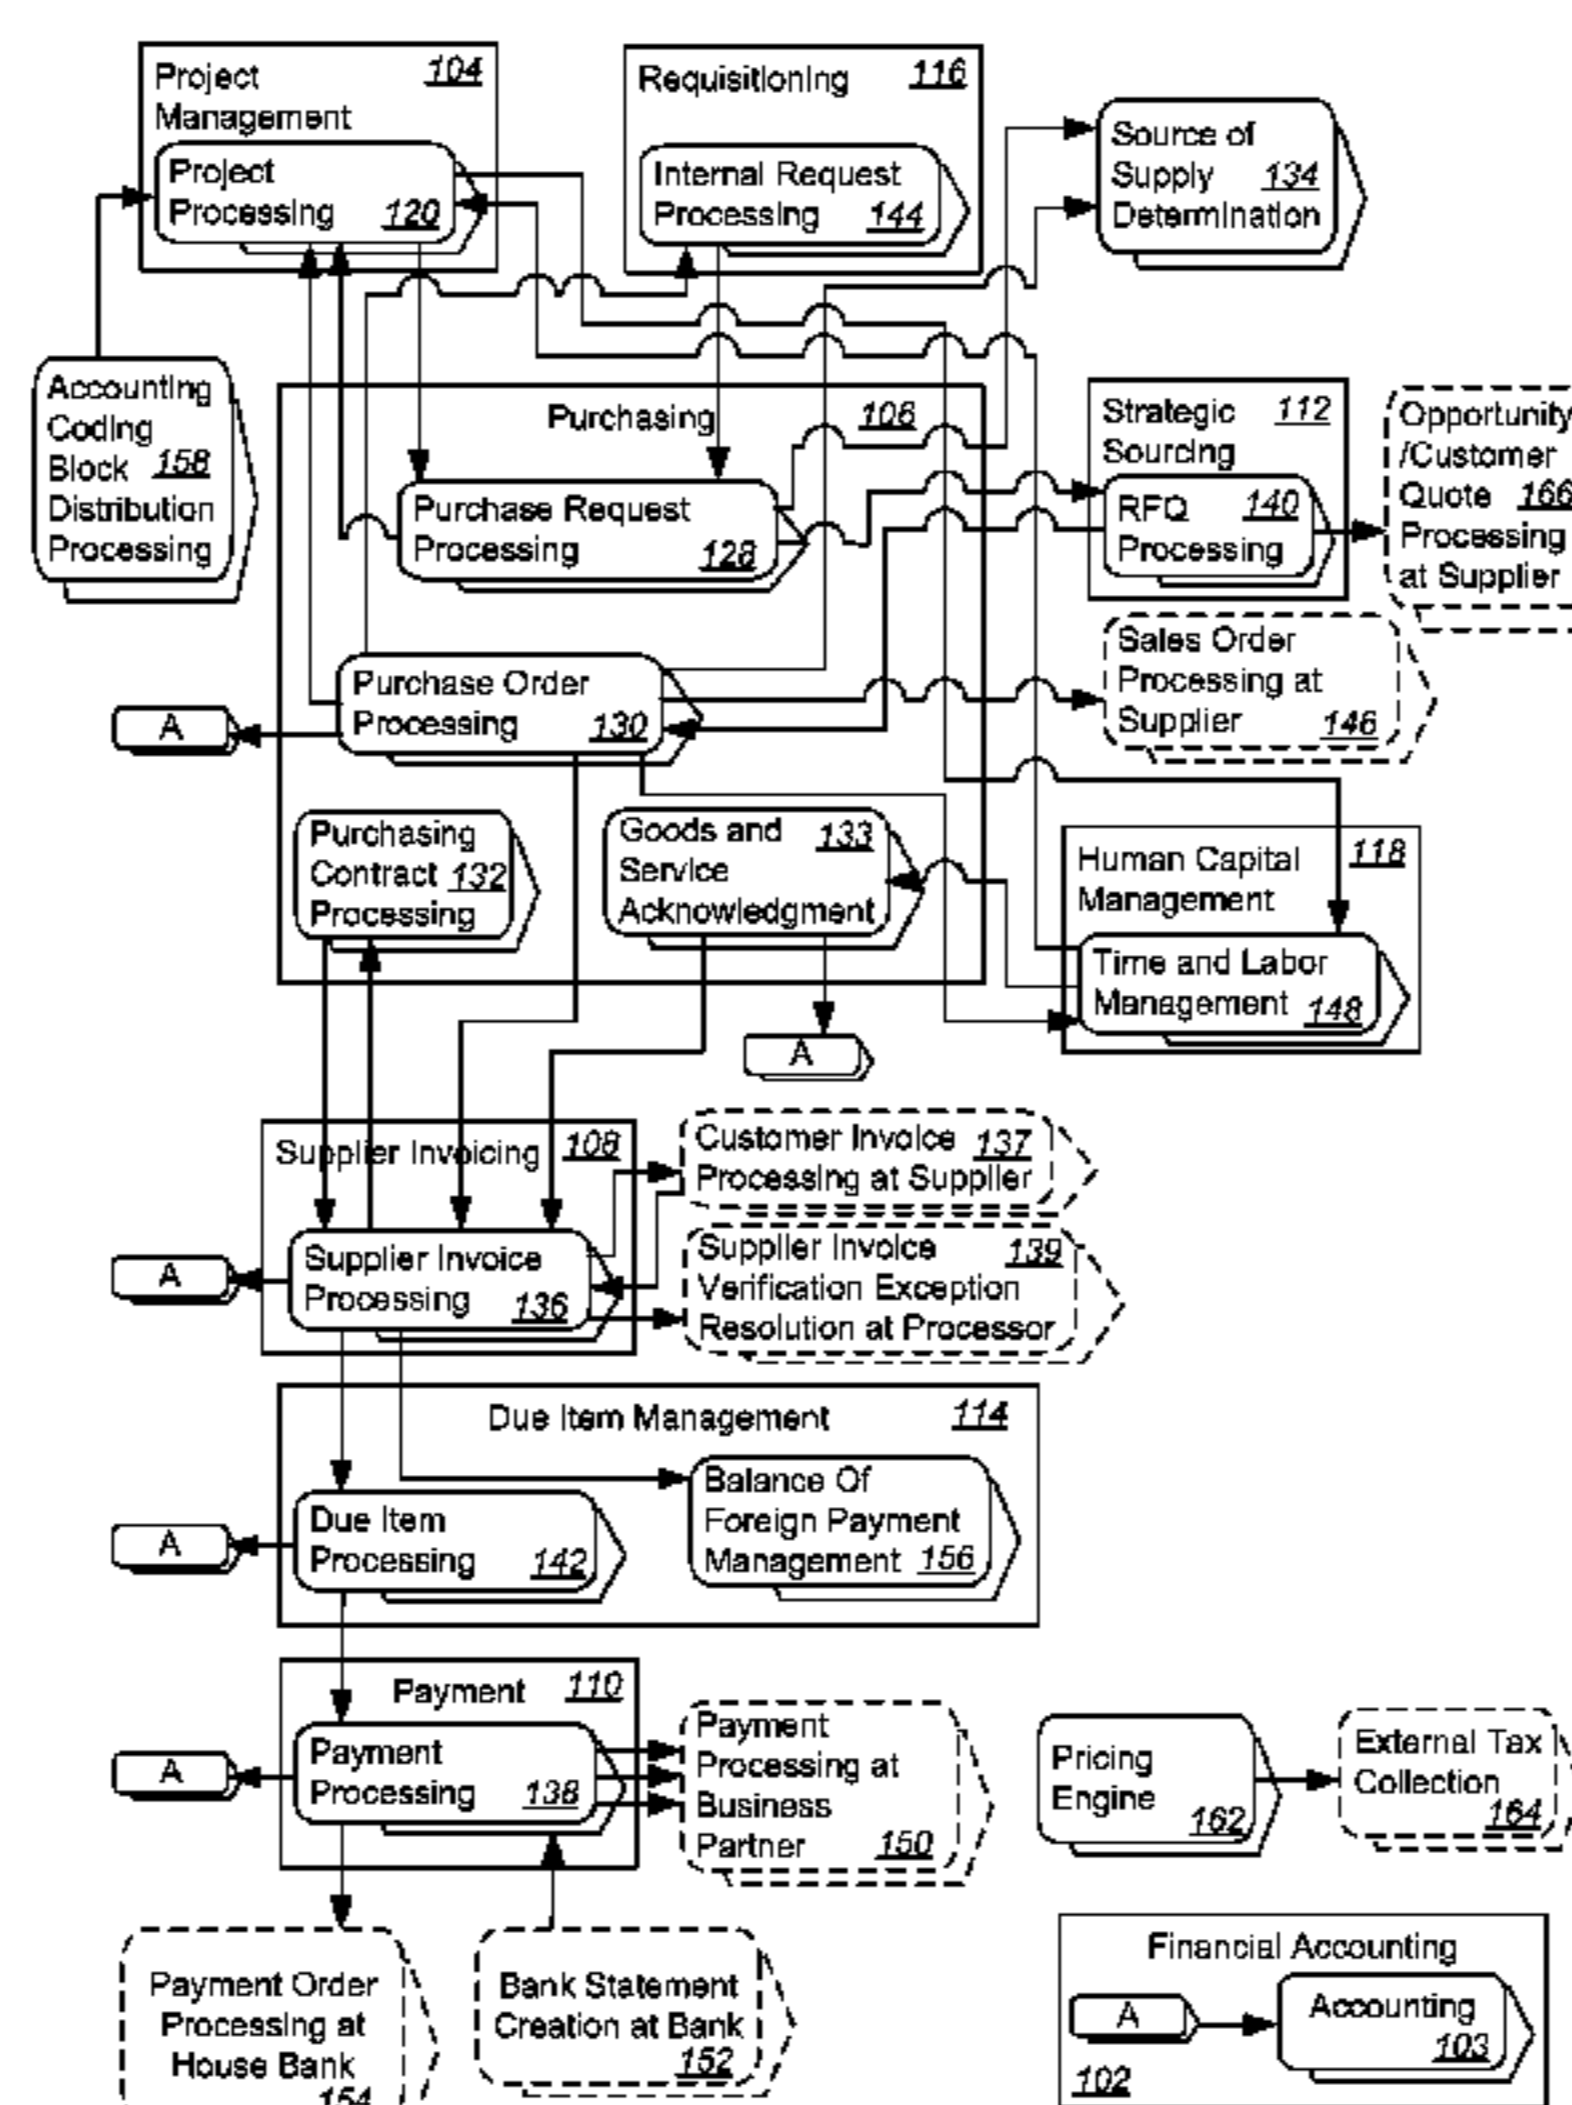 Project 104
Management
Project
Processing 120
Requisitioning 116
Internal Request
Processing 144
Source of
Supply 134
Determination
Accounting
Coding
Block 158
Distribution
Processing
Purchasing 106
Purchase Request
Processing 128
Strategic 112
Sourcing
RFQ 140
Processing
Opportunity
/Customer
Quote 166
Processing
at Supplier
Sales Order
Processing at
Supplier 146
Purchase Order
Processing 130
A
Purchasing
Contract 132
Processing
Goods and 133
Service
Acknowledgment
Human Capital 118
Management
Time and Labor
Management 148
A
Supplier Invoicing 108
Customer Invoice 137
Processing at Supplier
Supplier Invoice
Processing 136
A
Supplier Invoice 139
Verification Exception
Resolution at Processor
Due Item Management 114
Balance Of
Foreign Payment
Management 156
Due Item
Processing 142
A
Payment 110
Payment
Processing 138
A
Payment
Processing at
Business
Partner 150
Pricing
Engine 162
External Tax
Collection
164
Payment Order
Processing at
House Bank
154
Bank Statement
Creation at Bank
152
Financial Accounting
A
Accounting
103
102